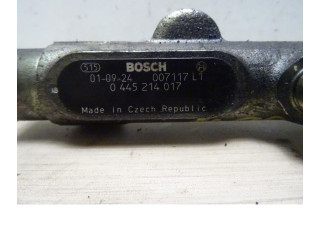 515 BOSCH
01-09-24 007117 L1
0 445 214 017
Made in Czech Republic